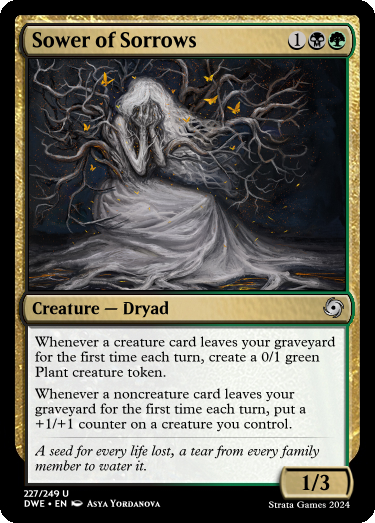 Sower of Sorrows 1
Creature — Dryad
Whenever a creature card leaves your graveyard
for the first time each turn, create a 0/1 green
Plant creature token.
Whenever a noncreature card leaves your
graveyard for the first time each turn, put a
+1/+1 counter on a creature you control.
A seed for every life lost, a tear from every family
member to water it.
1/3
227/249 U
DWE • EN Asya Yordanova
Strata Games 2024